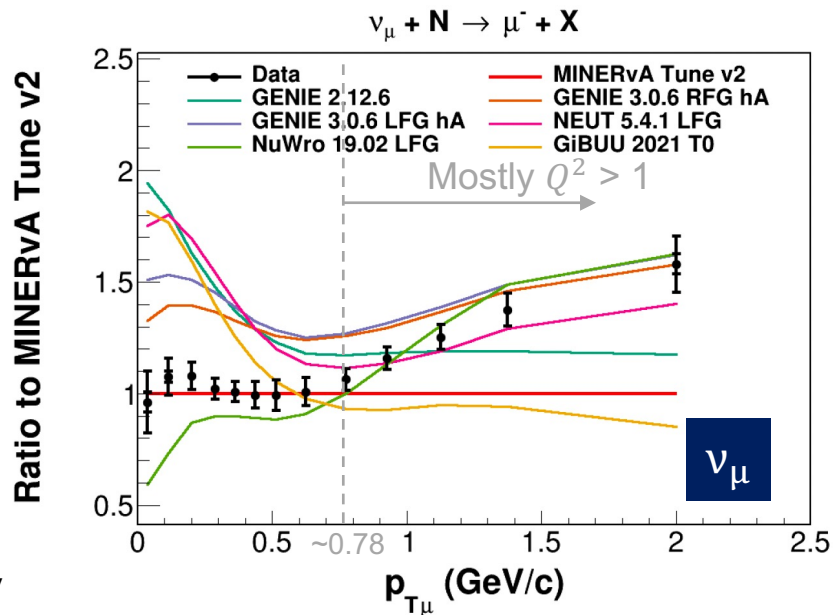 ν_μ + N → μ⁻ + X
2.5
Data
MINERvA Tune v2
GENIE 2.12.6
GENIE 3.0.6 RFG hA
GENIE 3.0.6 LFG hA
NEUT 5.4.1 LFG
NuWro 19.02 LFG
GiBUU 2021 T0
2
Mostly Q² > 1
1.5
1
0.5
Ratio to MINERvA Tune v2
ν_μ
0 0.5 1 1.5 2 2.5
~0.78
p_Tμ (GeV/c)